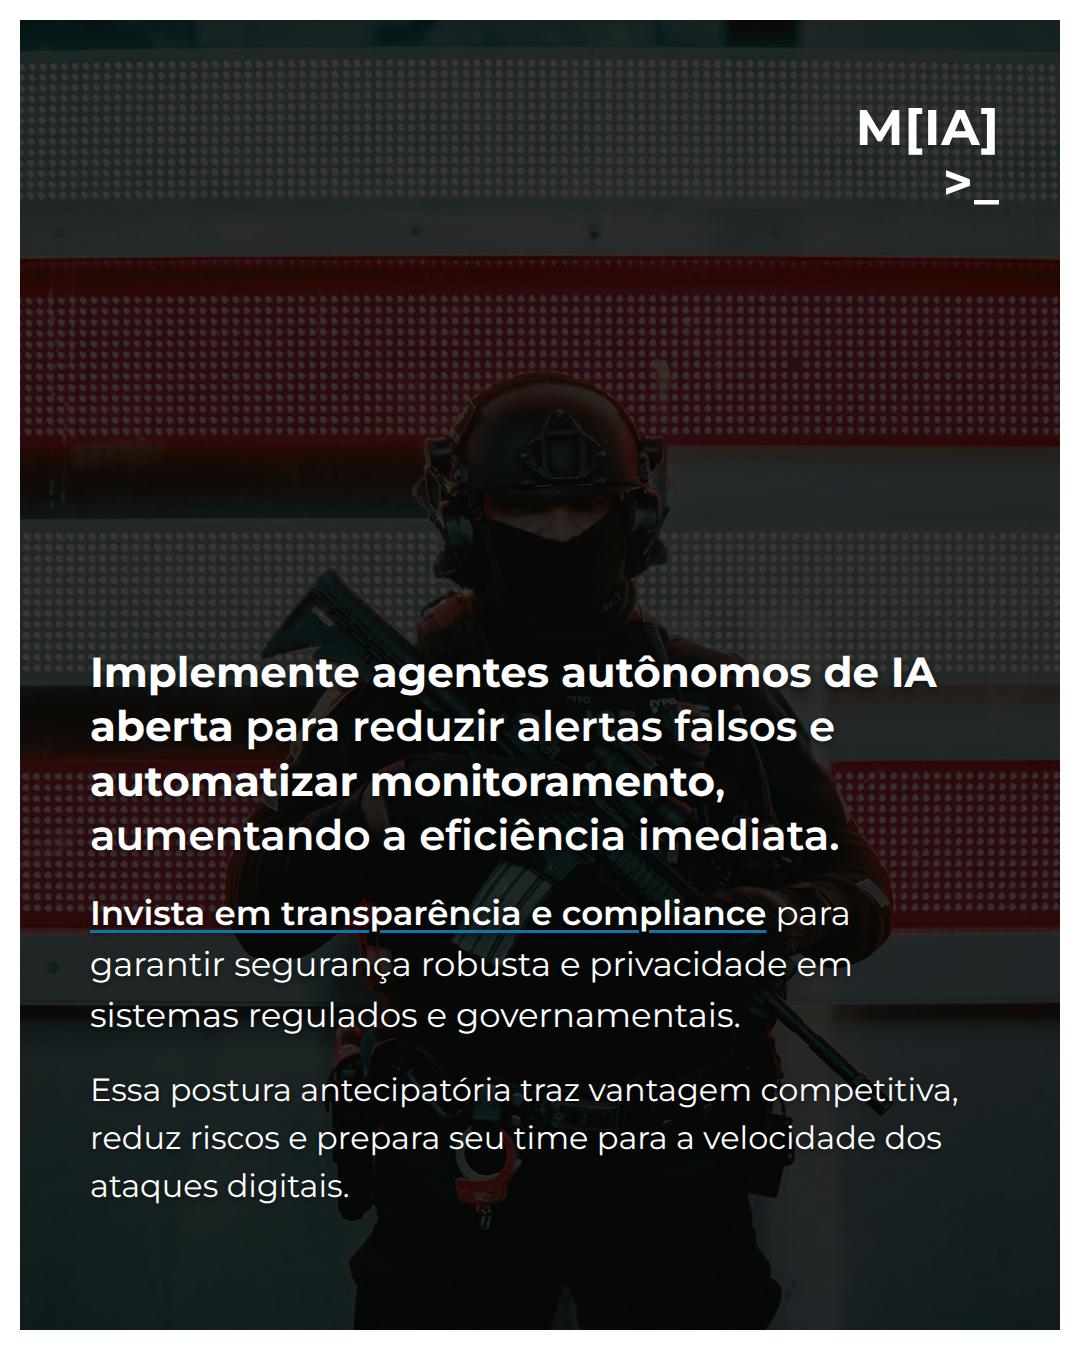 M[IA]
>_
Implemente agentes autônomos de IA
aberta para reduzir alertas falsos e
automatizar monitoramento,
aumentando a eficiência imediata.
Invista em transparência e compliance para
garantir segurança robusta e privacidade em
sistemas regulados e governamentais.
Essa postura antecipatória traz vantagem competitiva,
reduz riscos e prepara seu time para a velocidade dos
ataques digitais.